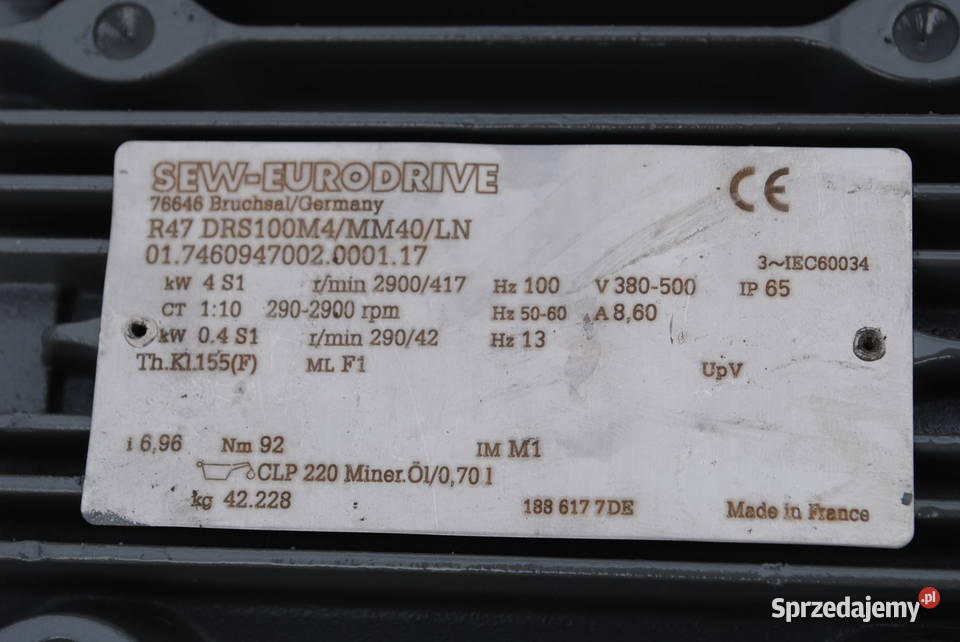 SEW-EURODRIVE
76646 Bruchsal/Germany
CE
R47 DRS100M4/MM40/LN
01.7460947002.0001.17
3~IEC60034
kW 4 S1 r/min 2900/417 Hz 100 V 380-500 IP 65
CT 1:10 290-2900 rpm Hz 50-60 A 8,60
kW 0.4 S1 r/min 290/42 Hz 13
Th.Kl.155(F) ML F1 UpV
i 6,96 Nm 92 IM M1
CLP 220 Miner.Öl/0,70 l
kg 42.228 188 617 7DE Made in France
Sprzedajemy.pl